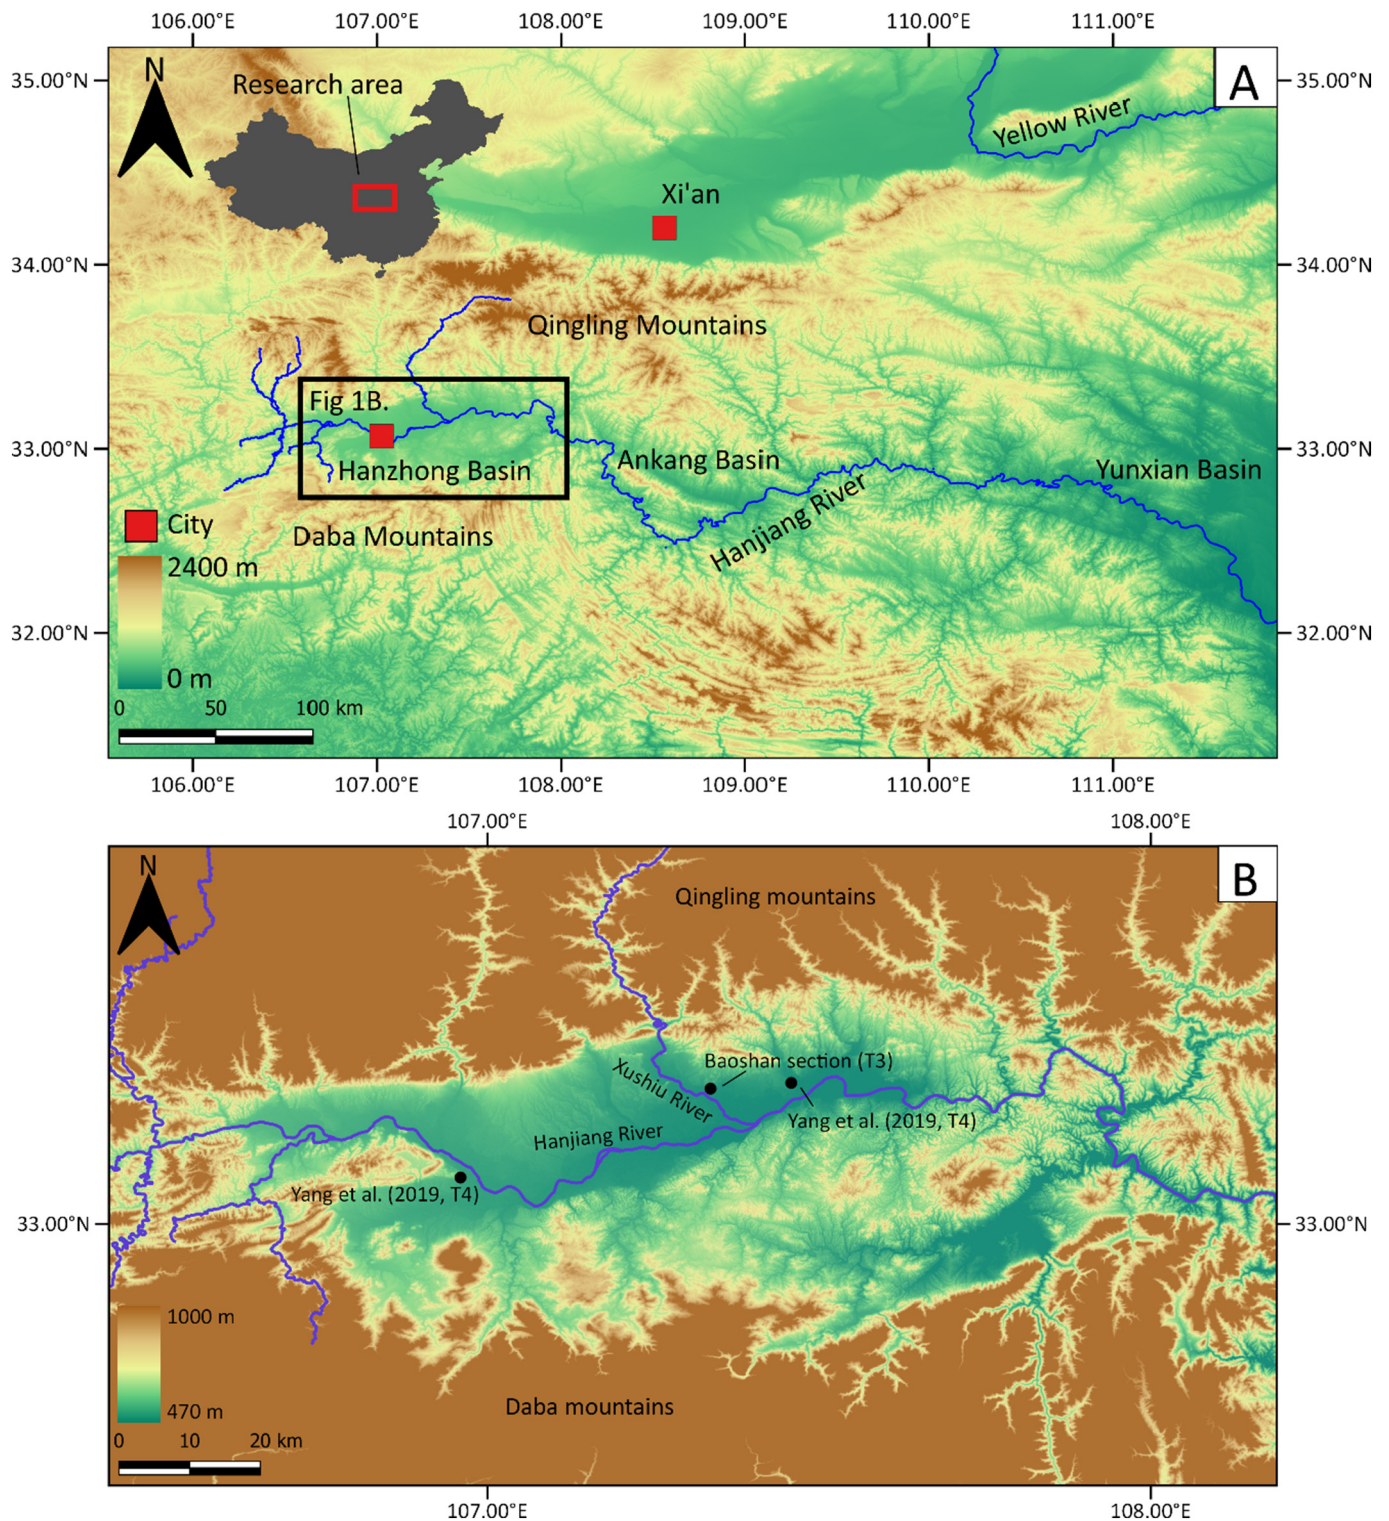 106.00°E 107.00°E 108.00°E 109.00°E 110.00°E 111.00°E
35.00°N
N
Research area
A
35.00°N
Yellow River
Xi'an
34.00°N
34.00°N
Qingling Mountains
Fig 1B.
33.00°N
Hanzhong Basin
Ankang Basin
Yunxian Basin
33.00°N
Hanjiang River
City
Daba Mountains
2400 m
32.00°N
32.00°N
0 m
0 50 100 km
106.00°E 107.00°E 108.00°E 109.00°E 110.00°E 111.00°E
107.00°E 108.00°E
N
B
Qingling mountains
Baoshan section (T3)
Xushiu River
Yang et al. (2019, T4)
Hanjiang River
Yang et al. (2019, T4)
33.00°N
33.00°N
1000 m
470 m
Daba mountains
0 10 20 km
107.00°E 108.00°E